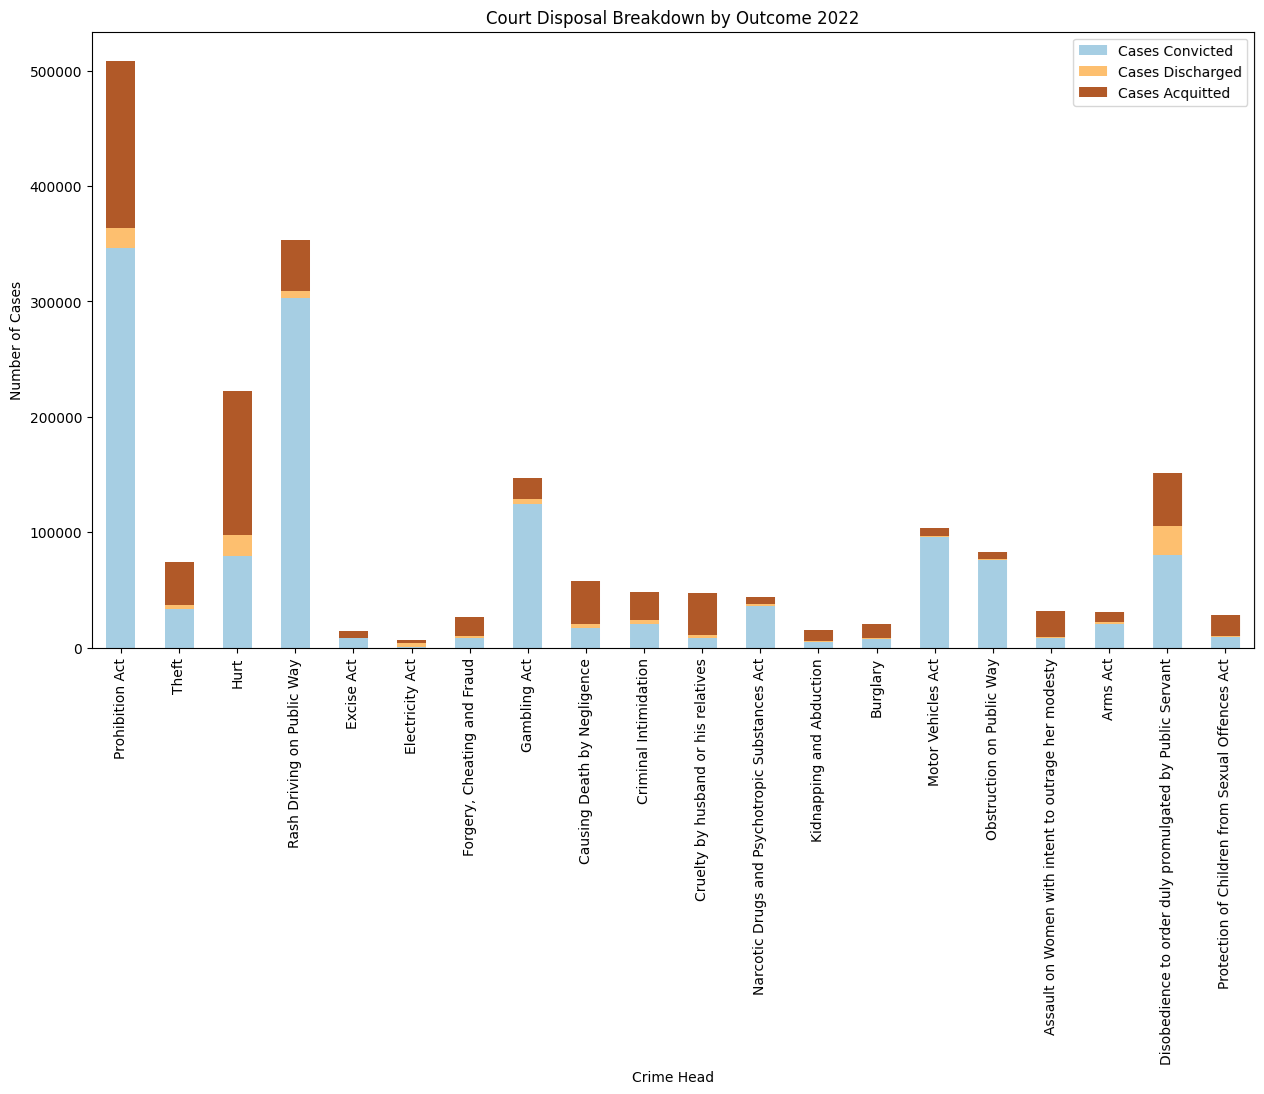 Court Disposal Breakdown by Outcome 2022
Cases Convicted
Cases Discharged
Cases Acquitted
Number of Cases
500000
400000
300000
200000
100000
0
Prohibition Act
Theft
Hurt
Rash Driving on Public Way
Excise Act
Electricity Act
Forgery, Cheating and Fraud
Gambling Act
Causing Death by Negligence
Criminal Intimidation
Cruelty by husband or his relatives
Narcotic Drugs and Psychotropic Substances Act
Kidnapping and Abduction
Burglary
Motor Vehicles Act
Obstruction on Public Way
Assault on Women with intent to outrage her modesty
Arms Act
Disobedience to order duly promulgated by Public Servant
Protection of Children from Sexual Offences Act
Crime Head